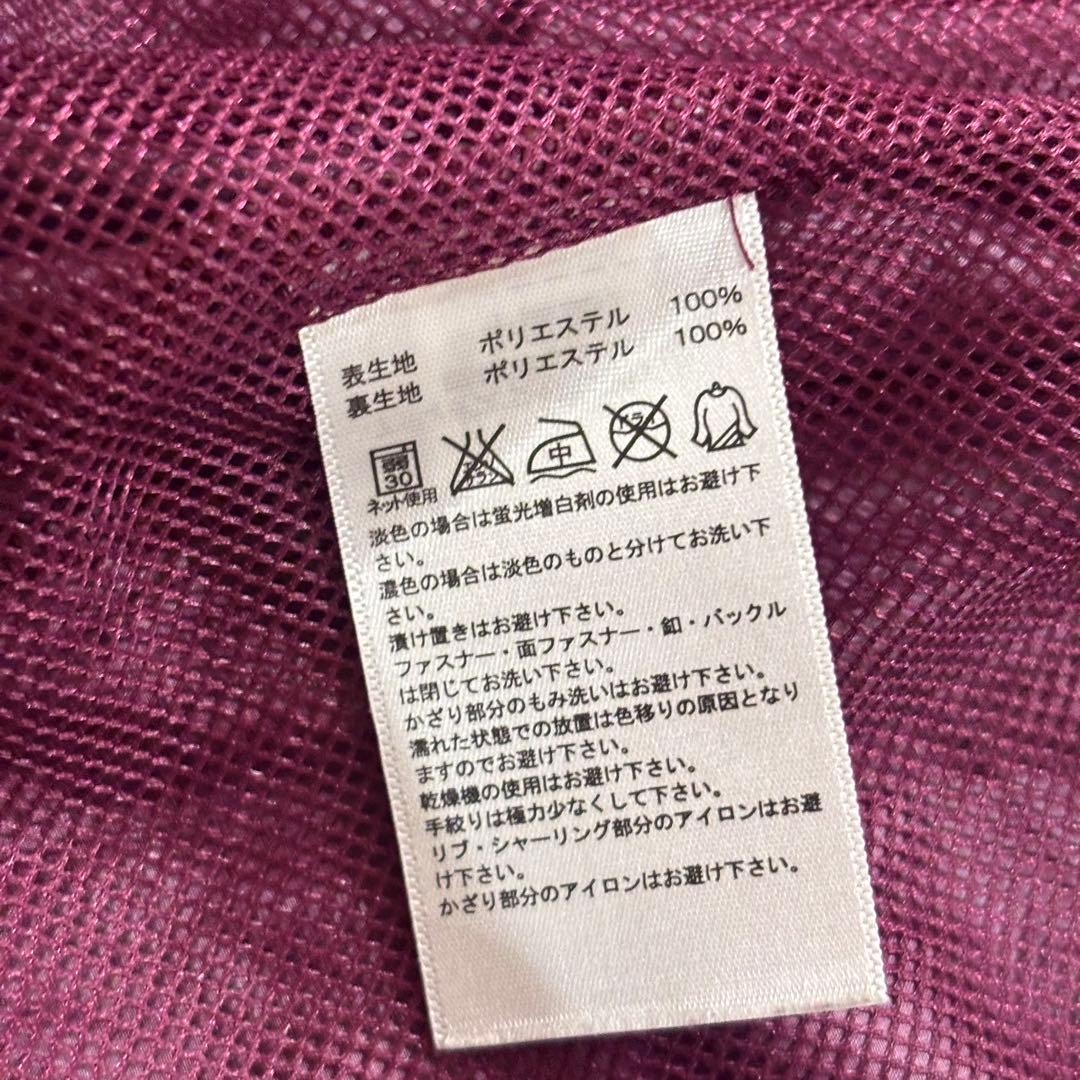 表生地 ポリエステル 100%
裏生地 ポリエステル 100%
弱
30
ネット使用
エンソ
サラシ
中
ドライ
淡色の場合は蛍光増白剤の使用はお避け下
さい。
濃色の場合は淡色のものと分けてお洗い下
さい。
漬け置きはお避け下さい。
ファスナー・面ファスナー・釦・バックル
は閉じてお洗い下さい。
かざり部分のもみ洗いはお避け下さい。
濡れた状態での放置は色移りの原因となり
ますのでお避け下さい。
乾燥機の使用はお避け下さい。
手絞りは極力少なくして下さい。
リブ・シャーリング部分のアイロンはお避
け下さい。
かざり部分のアイロンはお避け下さい。